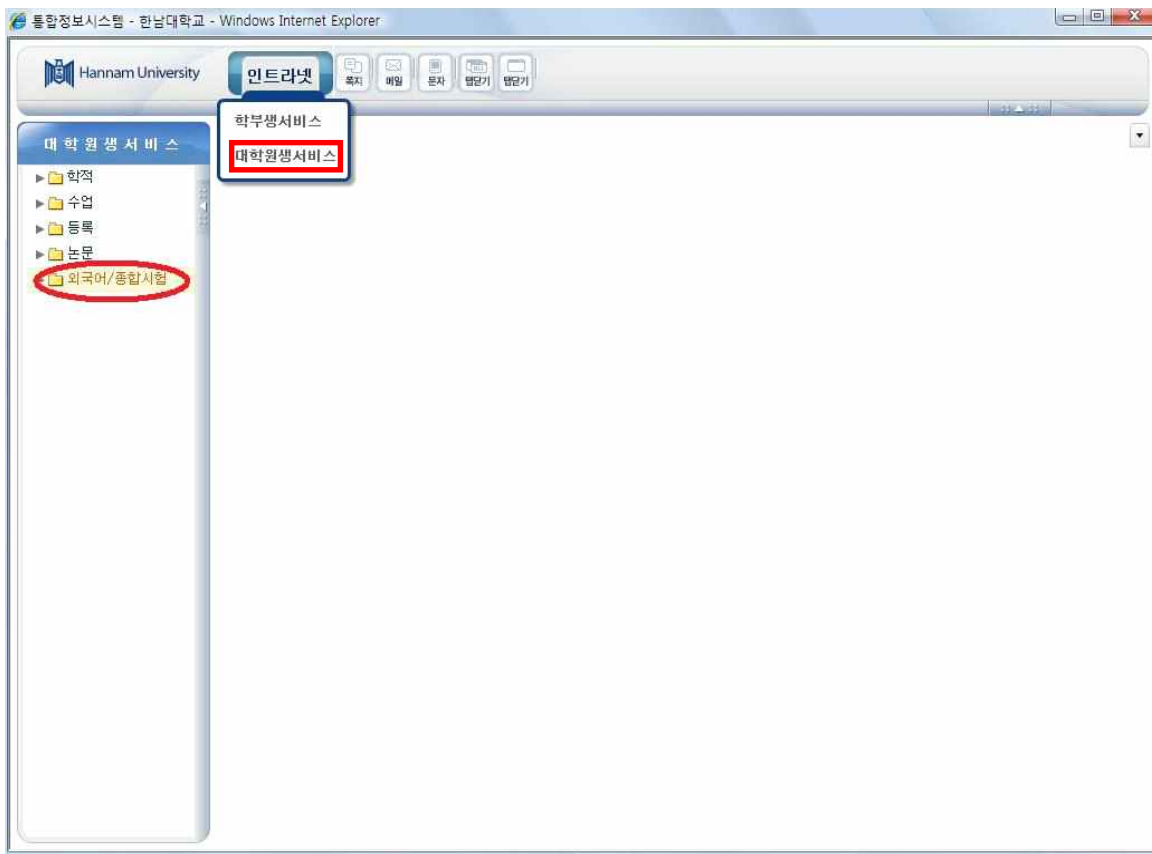 통합정보시스템 - 한남대학교 - Windows Internet Explorer
Hannam University
인트라넷
쪽지
메일
문자
탭닫기
탭닫기
학부생서비스
대학원생서비스
대학원생서비스
학적
수업
등록
논문
외국어/종합시험